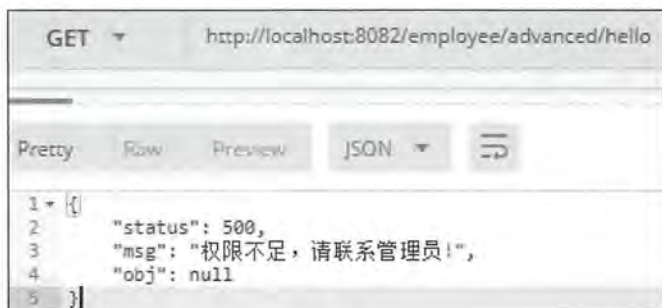 GET http://localhost:8082/employee/advanced/hello
Pretty Raw Preview JSON
1 {
2 "status": 500,
3 "msg": "权限不足，请联系管理员!",
4 "obj": null
5 }